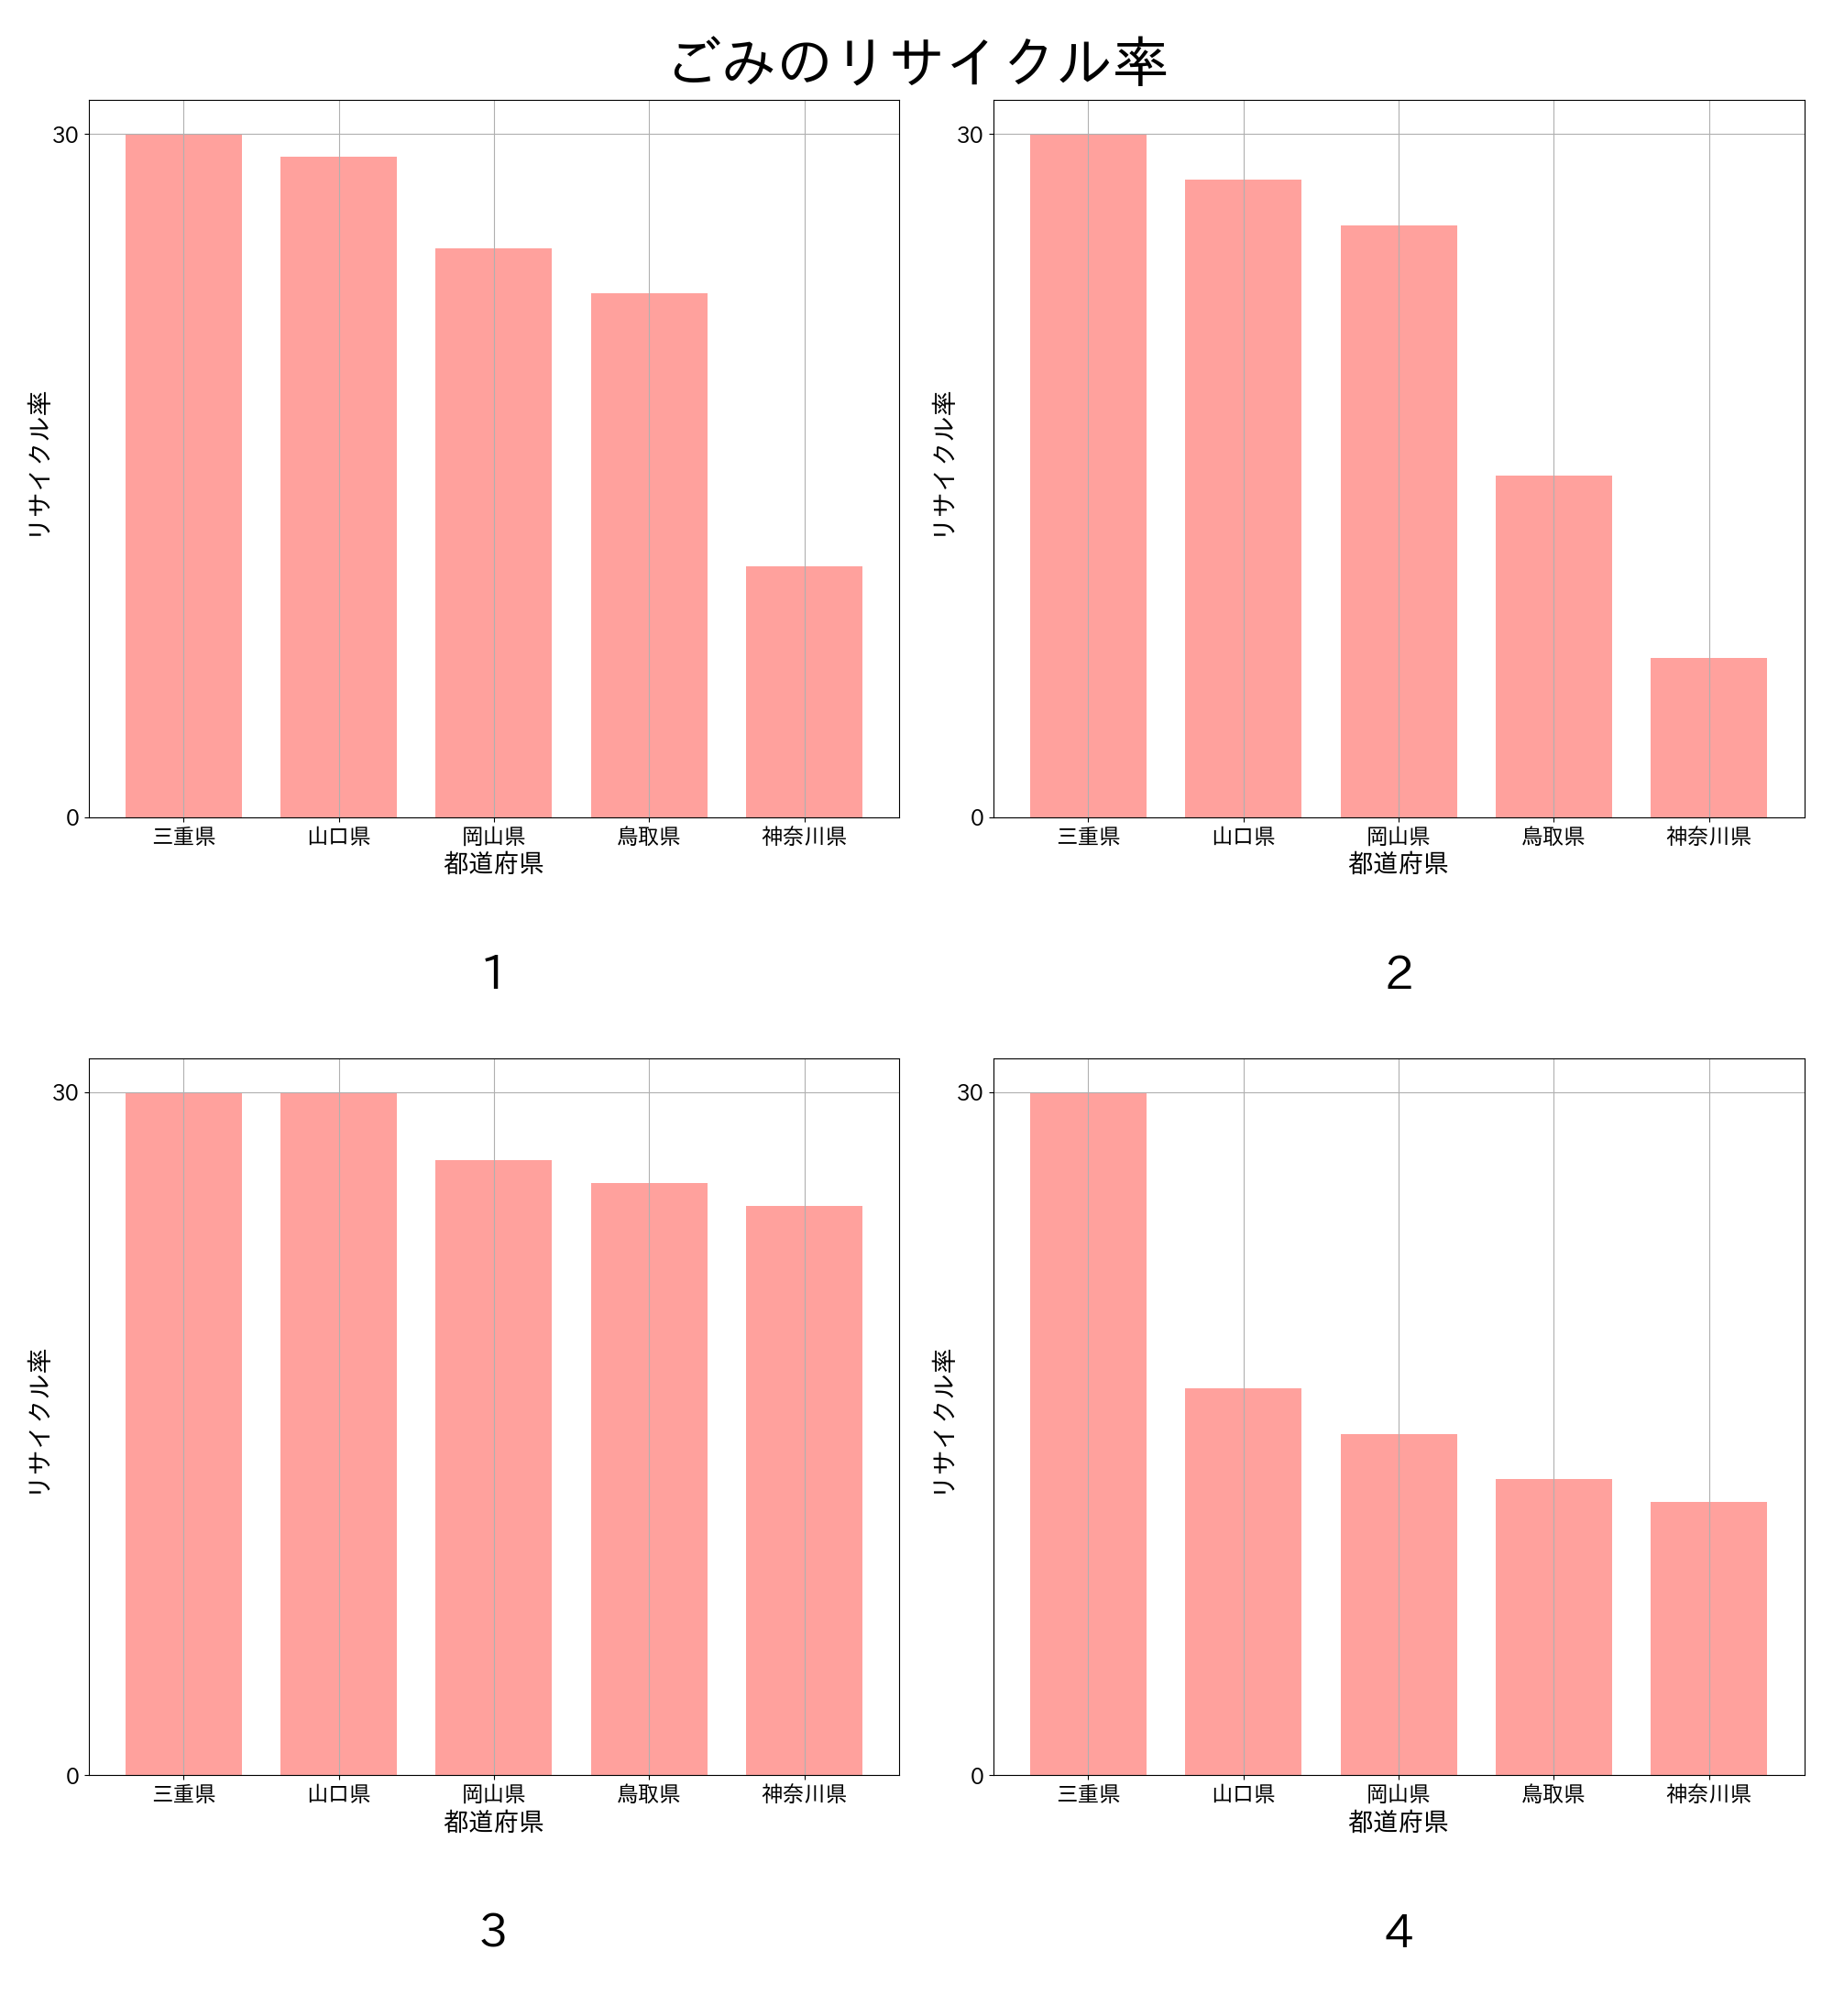 ごみのリサイクル率
30
0
リサイクル率
三重県 山口県 岡山県 鳥取県 神奈川県
都道府県
1
30
0
リサイクル率
三重県 山口県 岡山県 鳥取県 神奈川県
都道府県
2
30
0
リサイクル率
三重県 山口県 岡山県 鳥取県 神奈川県
都道府県
3
30
0
リサイクル率
三重県 山口県 岡山県 鳥取県 神奈川県
都道府県
4